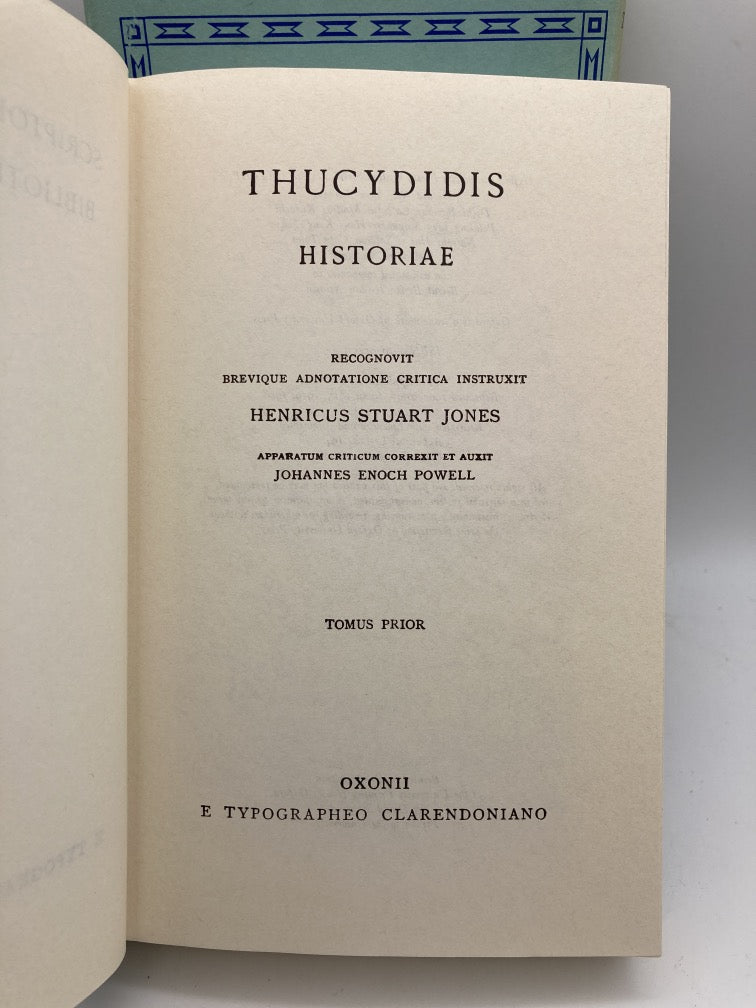 THUCYDIDIS
HISTORIAE
RECOGNOVIT
BREVIQUE ADNOTATIONE CRITICA INSTRUXIT
HENRICUS STUART JONES
APPARATUM CRITICUM CORREXIT ET AUXIT
JOHANNES ENOCH POWELL
TOMUS PRIOR
OXONII
E TYPOGRAPHEO CLARENDONIANO